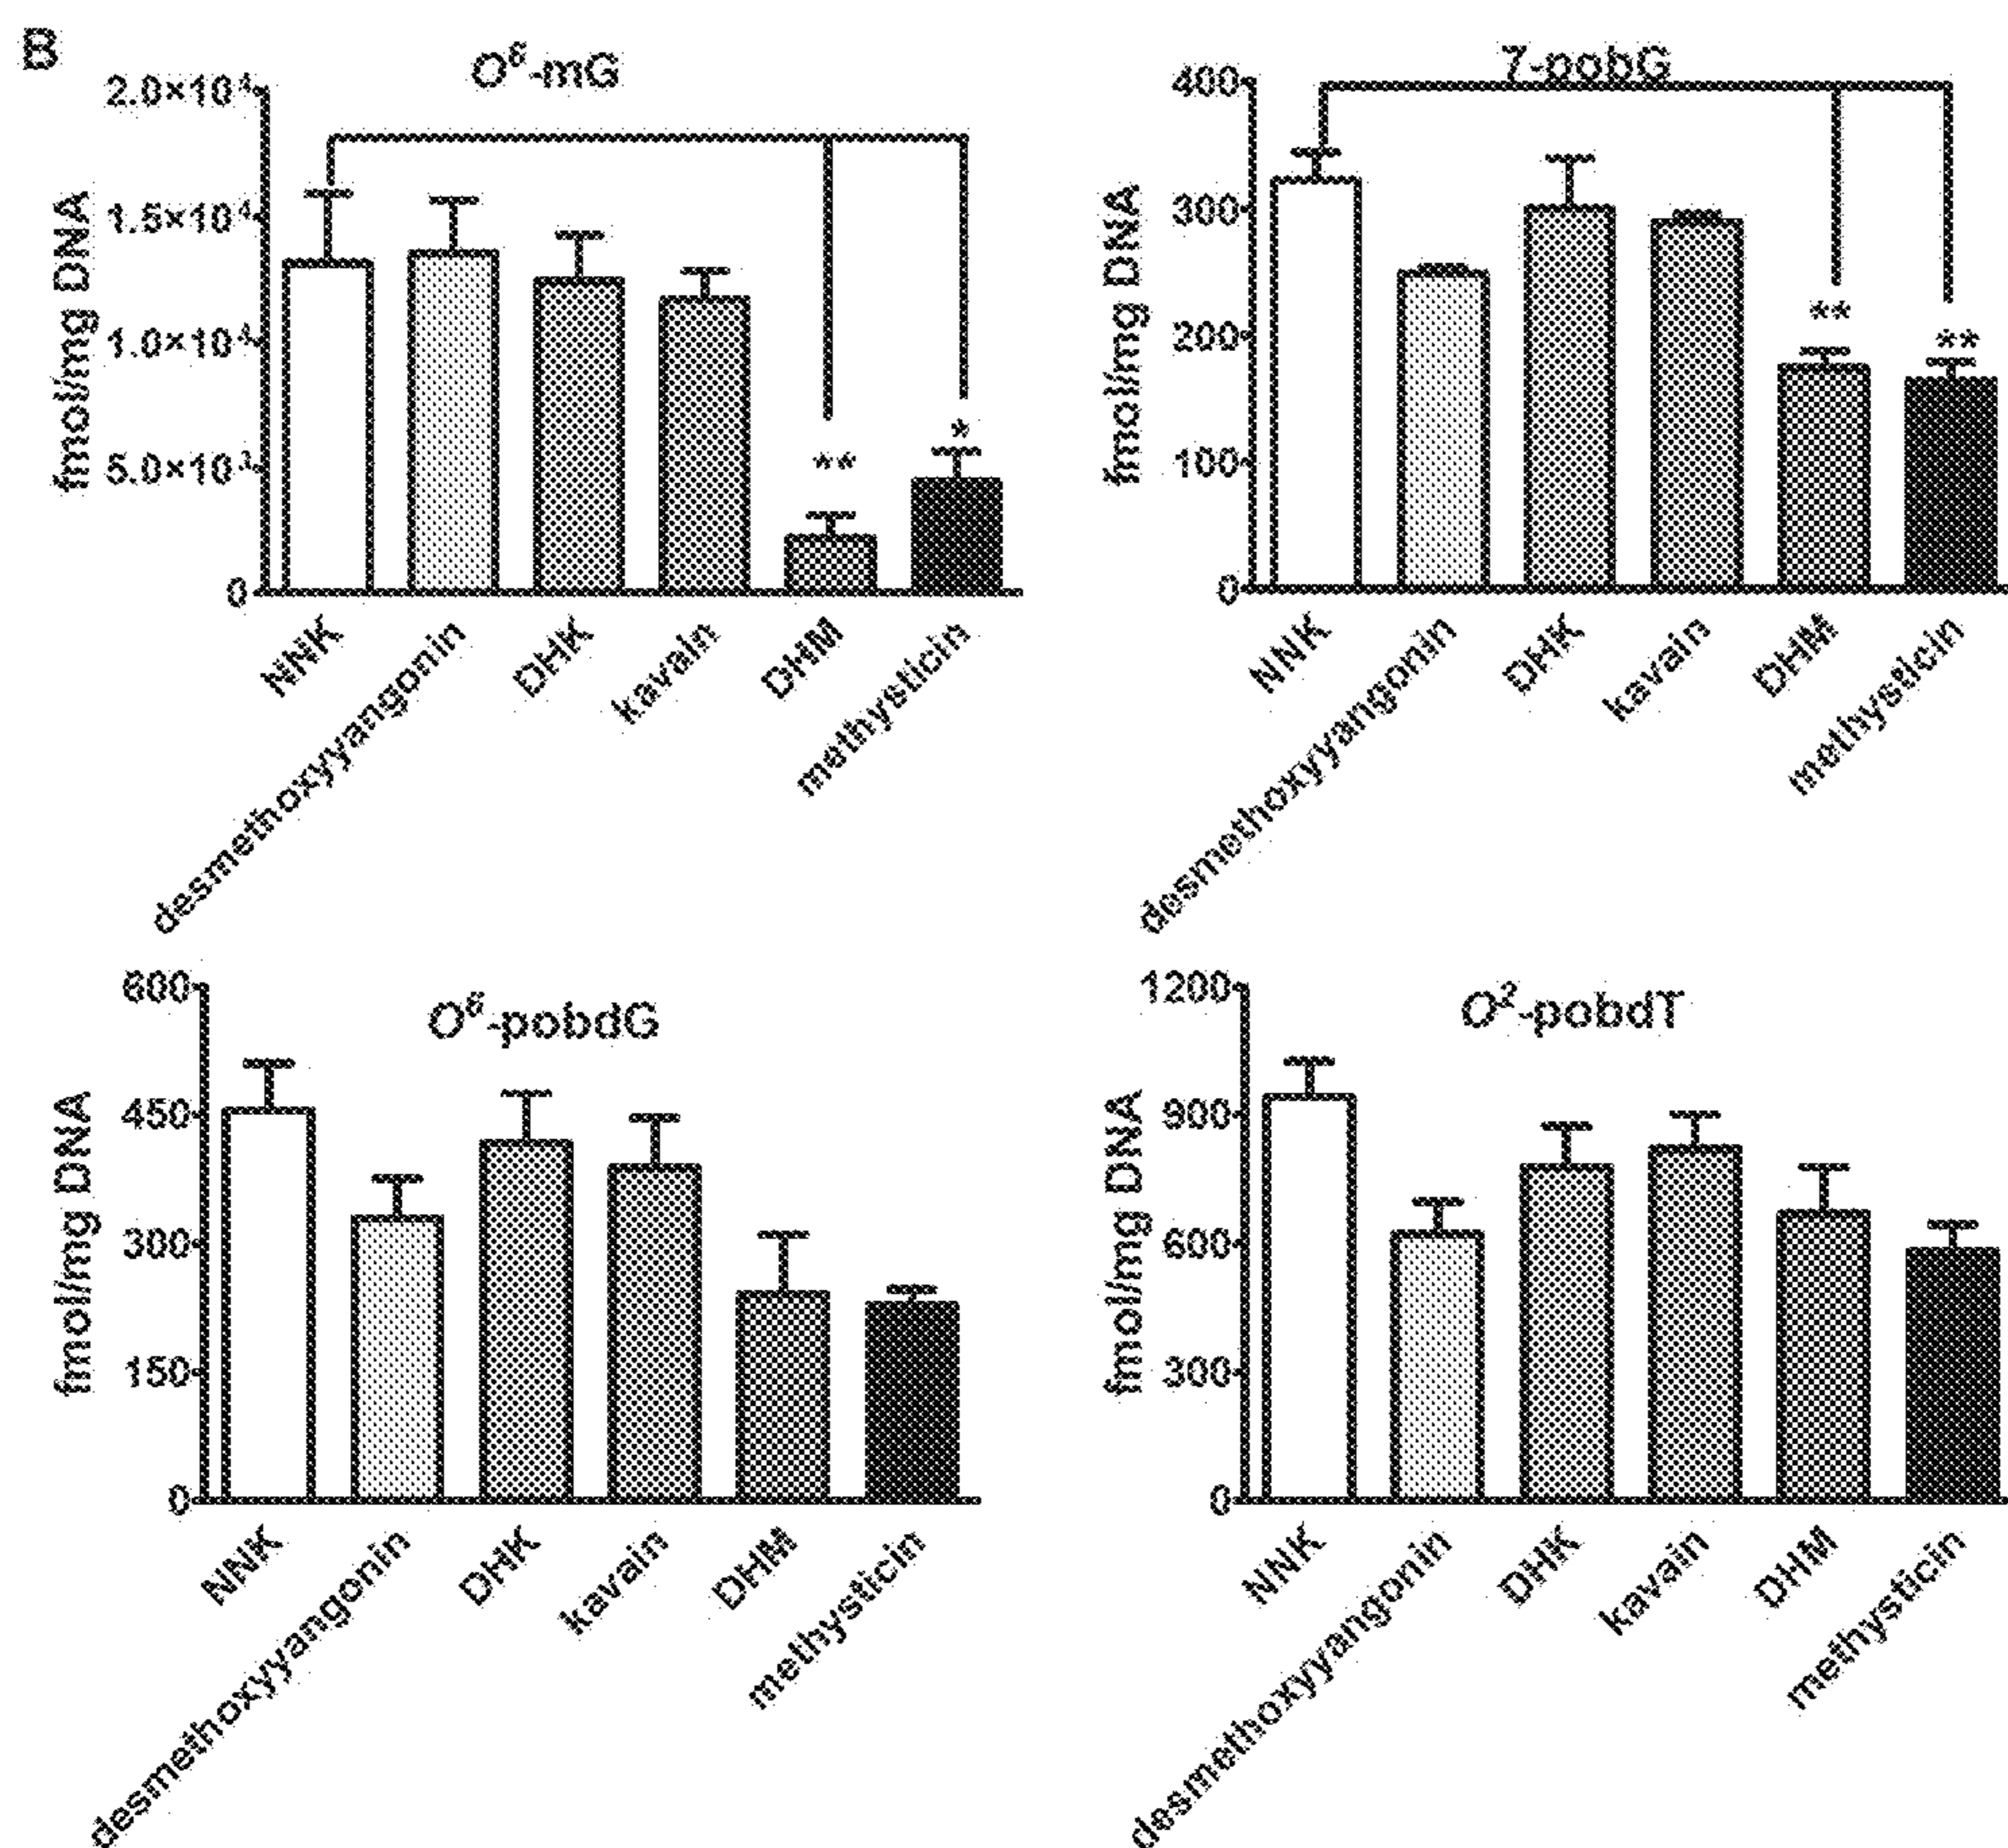 B
O⁶-mG
fmol/mg DNA
2.0×10⁴
1.5×10⁴
1.0×10⁴
5.0×10³
0
**
*
NNK
desmethoxyyangonin
DHK
kavain
DHM
methysticin
7-pobG
fmol/mg DNA
400
300
200
100
0
**
**
NNK
desmethoxyyangonin
DHK
kavain
DHM
methysticin
O⁶-pobdG
fmol/mg DNA
600
450
300
150
0
NNK
desmethoxyyangonin
DHK
kavain
DHM
methysticin
O²-pobdT
fmol/mg DNA
1200
900
600
300
0
NNK
desmethoxyyangonin
DHK
kavain
DHM
methysticin